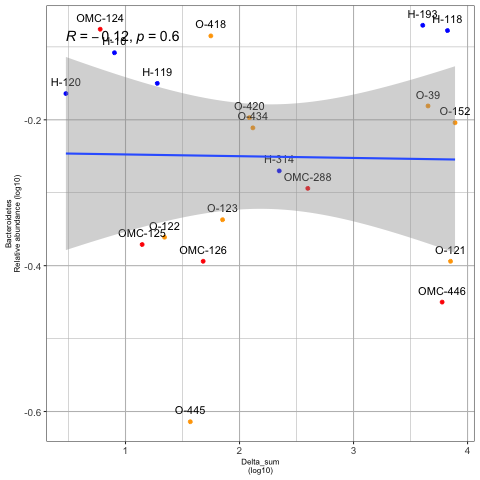 OMC-124
H-193
H-118
O-418
R = −0.12, p = 0.6
H-119
H-120
O-39
O-420
O-152
O-434
H-314
OMC-288
O-123
O-122
OMC-125
OMC-126
O-121
OMC-446
O-445
-0.2
-0.4
-0.6
1
2
3
4
Delta_sum
(log10)
Bacterodetes
Relative abundance (log10)